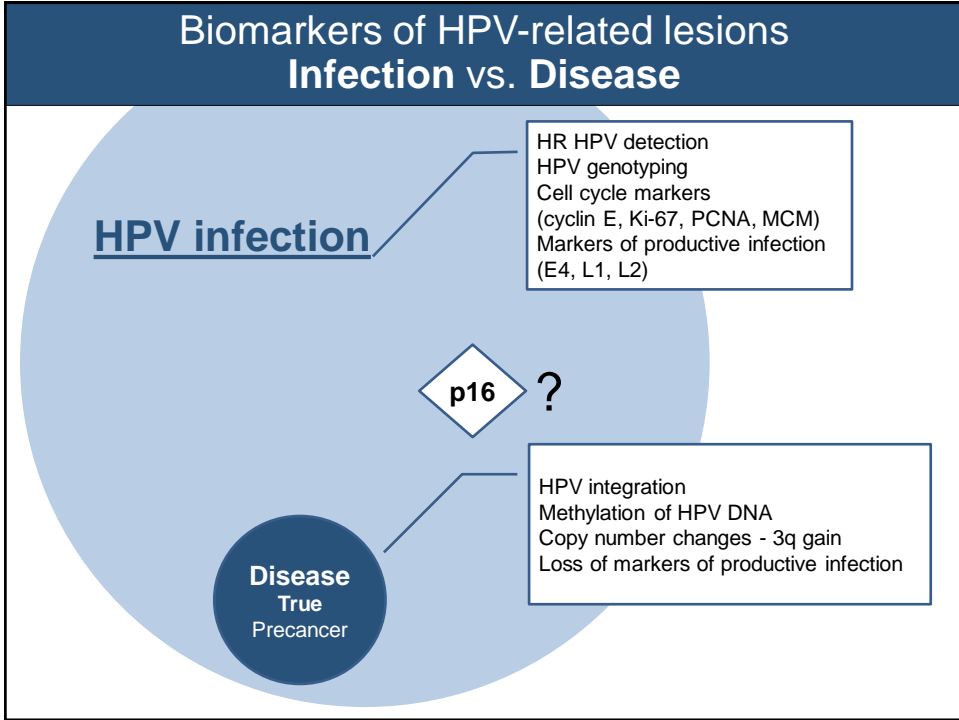 Biomarkers of HPV-related lesions
Infection vs. Disease
HR HPV detection
HPV genotyping
Cell cycle markers
(cyclin E, Ki-67, PCNA, MCM)
Markers of productive infection
(E4, L1, L2)
HPV infection
p16 ?
HPV integration
Methylation of HPV DNA
Copy number changes - 3q gain
Loss of markers of productive infection
Disease
True
Precancer